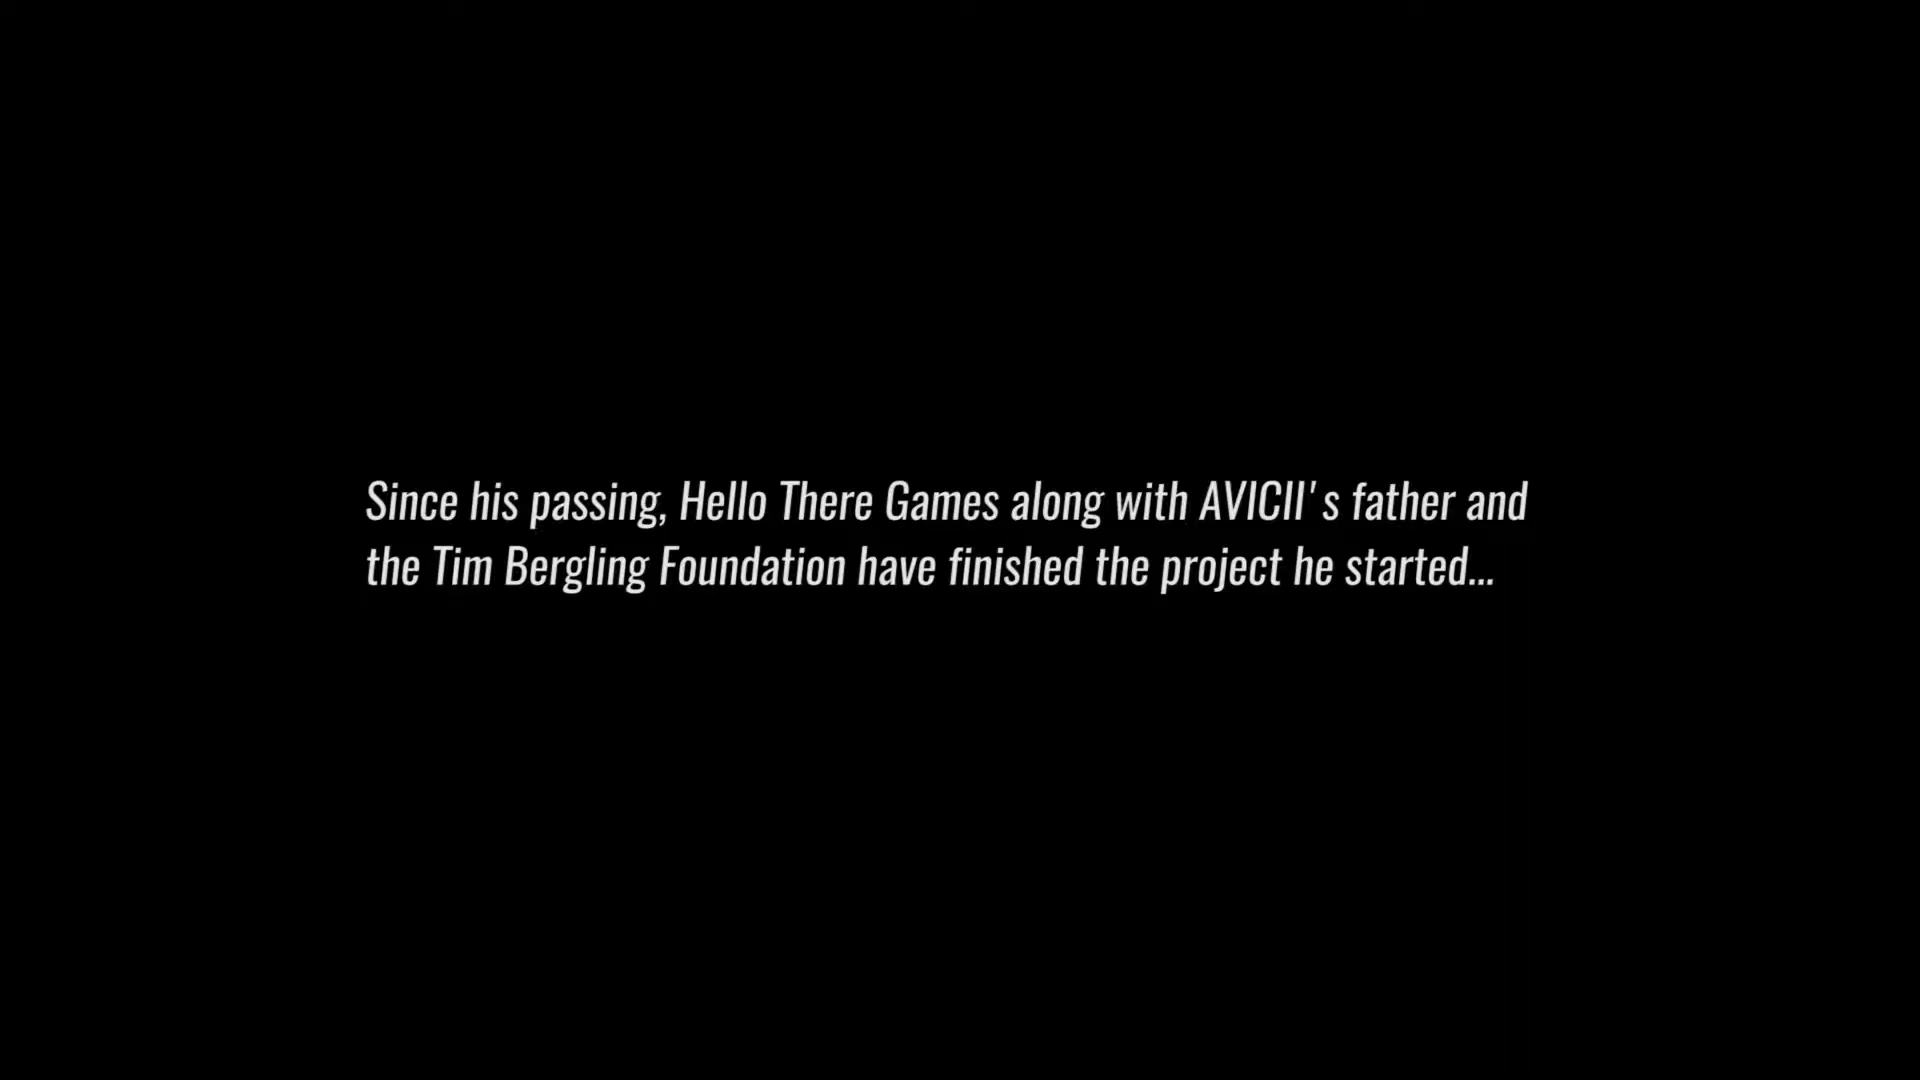 Since his passing, Hello There Games along with AVICII's father and
the Tim Bergling Foundation have finished the project he started...